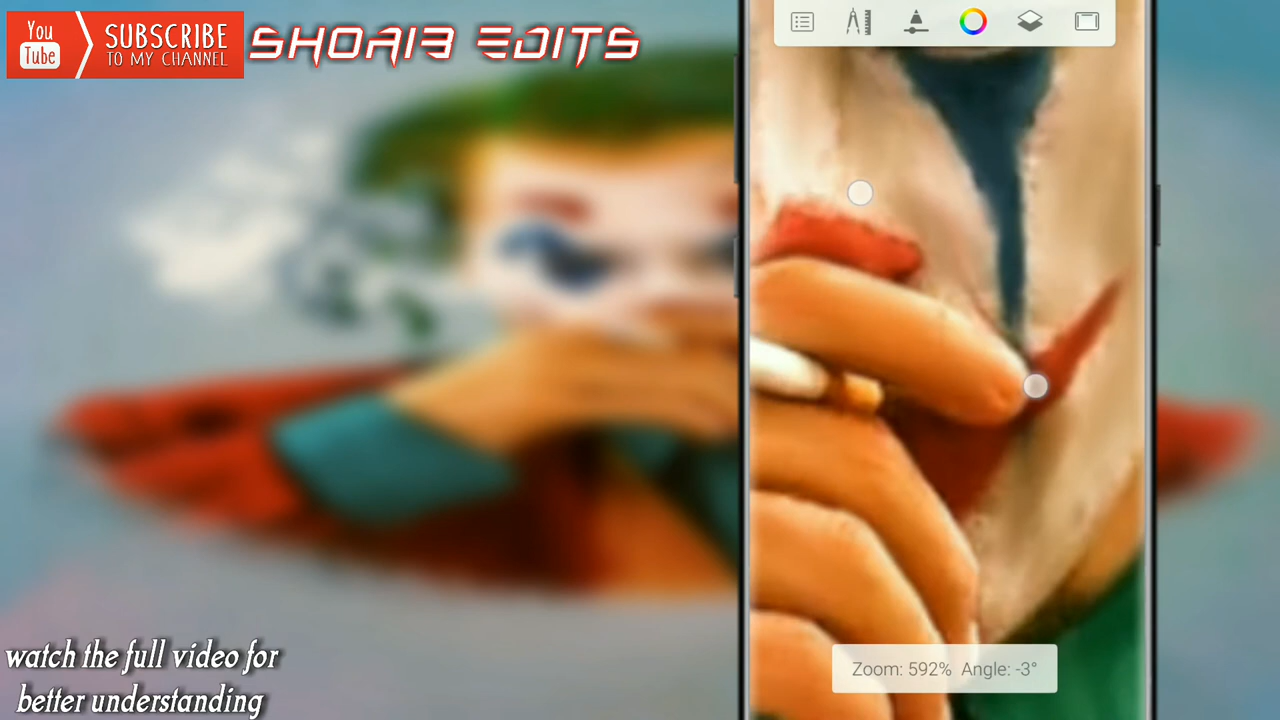 You
Tube
SUBSCRIBE
TO MY CHANNEL
SHOAIB EDITS
Zoom: 592% Angle: -3°
watch the full video for
better understanding